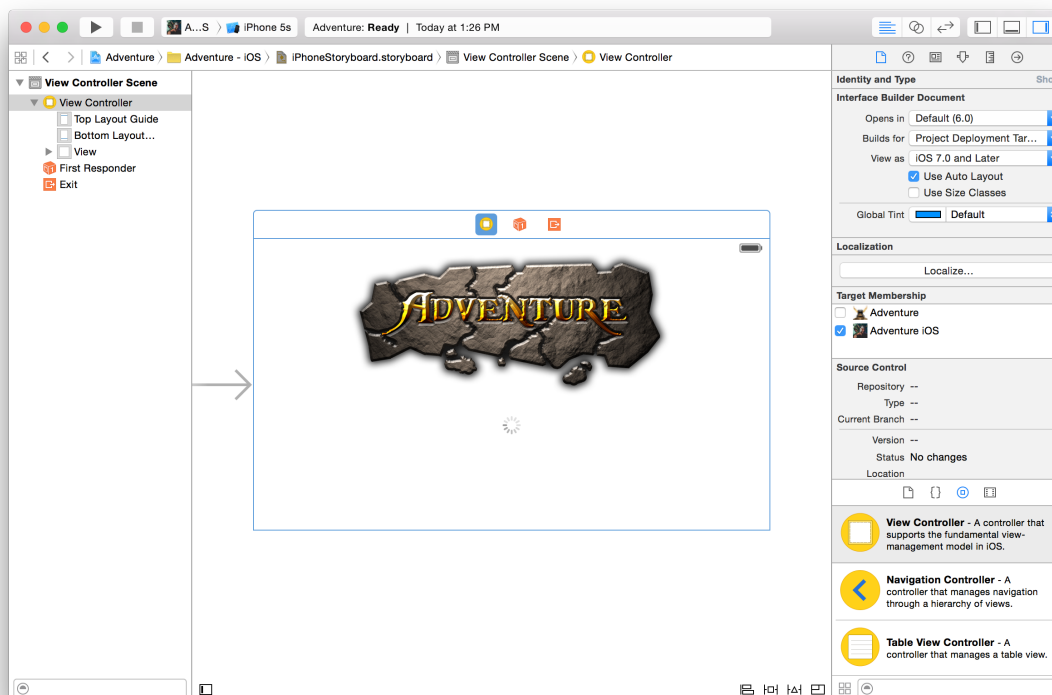 A...S
iPhone 5s
Adventure: Ready | Today at 1:26 PM
Adventure
Adventure - iOS
iPhoneStoryboard.storyboard
View Controller Scene
View Controller
View Controller Scene
View Controller
Top Layout Guide
Bottom Layout...
View
First Responder
Exit
ADVENTURE
Identity and Type
Sho
Interface Builder Document
Opens in Default (6.0)
Builds for Project Deployment Tar...
View as iOS 7.0 and Later
Use Auto Layout
Use Size Classes
Global Tint Default
Localization
Localize...
Target Membership
Adventure
Adventure iOS
Source Control
Repository --
Type --
Current Branch --
Version --
Status No changes
Location
View Controller - A controller that
supports the fundamental view-
management model in iOS.
Navigation Controller - A
controller that manages navigation
through a hierarchy of views.
Table View Controller - A
controller that manages a table view.